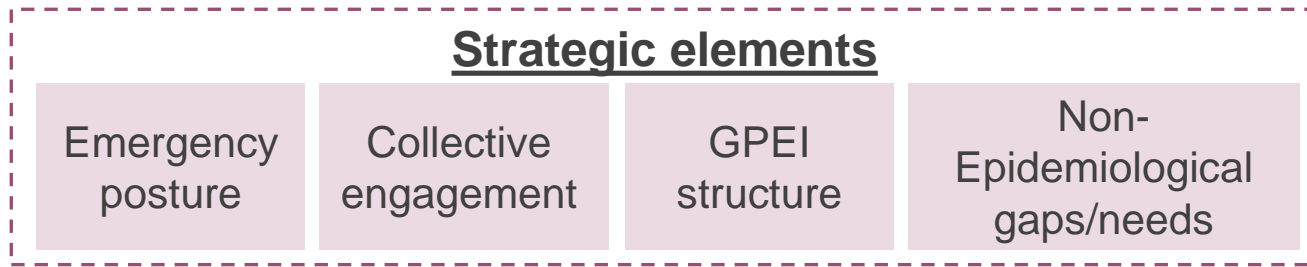 Strategic elements
Emergency
posture
Collective
engagement
GPEI
structure
Non-
Epidemiological
gaps/needs